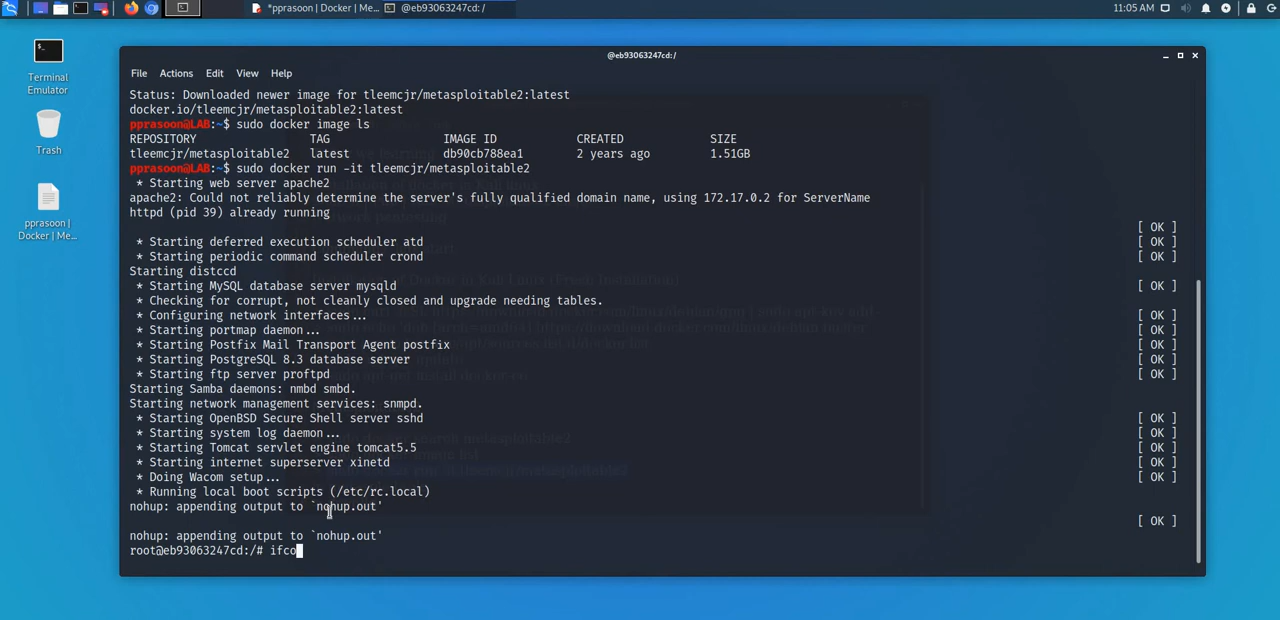 *pprasoon | Docker | Me...
@eb93063247cd: /
11:05 AM
Terminal
Emulator
Trash
pprasoon |
Docker | Me...
@eb93063247cd:/
File Actions Edit View Help
Status: Downloaded newer image for tleemcjr/metasploitable2:latest
docker.io/tleemcjr/metasploitable2:latest
pprasoon@LAB:~$ sudo docker image ls
REPOSITORY TAG IMAGE ID CREATED SIZE
tleemcjr/metasploitable2 latest db90cb788ea1 2 years ago 1.51GB
pprasoon@LAB:~$ sudo docker run -it tleemcjr/metasploitable2
* Starting web server apache2
apache2: Could not reliably determine the server's fully qualified domain name, using 172.17.0.2 for ServerName
httpd (pid 39) already running
[ OK ]
* Starting deferred execution scheduler atd [ OK ]
* Starting periodic command scheduler crond [ OK ]
Starting distccd
* Starting MySQL database server mysqld [ OK ]
* Checking for corrupt, not cleanly closed and upgrade needing tables.
* Configuring network interfaces... [ OK ]
* Starting portmap daemon... [ OK ]
* Starting Postfix Mail Transport Agent postfix [ OK ]
* Starting PostgreSQL 8.3 database server [ OK ]
* Starting ftp server proftpd [ OK ]
Starting Samba daemons: nmbd smbd.
Starting network management services: snmpd.
* Starting OpenBSD Secure Shell server sshd [ OK ]
* Starting system log daemon... [ OK ]
* Starting Tomcat servlet engine tomcat5.5 [ OK ]
* Starting internet superserver xinetd [ OK ]
* Doing Wacom setup... [ OK ]
* Running local boot scripts (/etc/rc.local)
nohup: appending output to `nohup.out'
[ OK ]
nohup: appending output to `nohup.out'
root@eb93063247cd:/# ifco